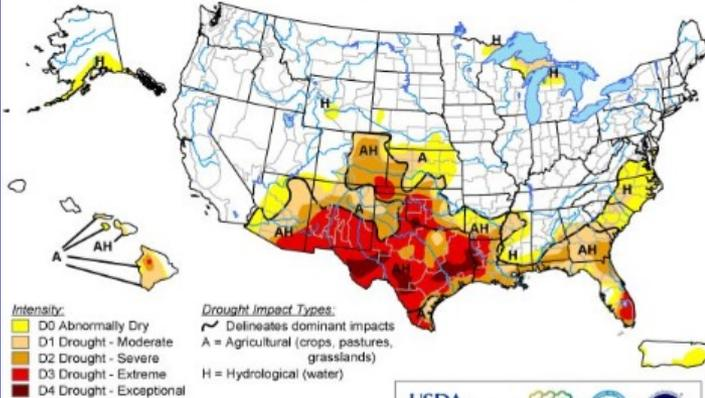 H
H
H
H
AH
A
H
A
AH
AH
AH
H
AH
AH
A
Intensity:
D0 Abnormally Dry
D1 Drought - Moderate
D2 Drought - Severe
D3 Drought - Extreme
D4 Drought - Exceptional
Drought Impact Types:
Delineates dominant impacts
A = Agricultural (crops, pastures,
grasslands)
H = Hydrological (water)
USDA